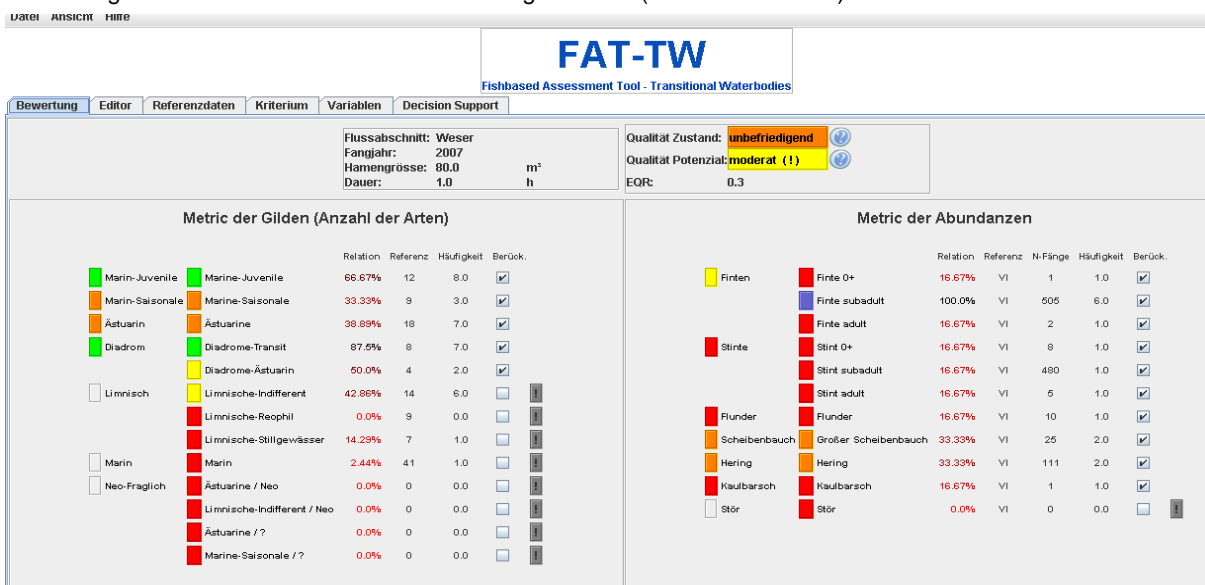 Datei Ansicht Hilfe
FAT-TW
Fishbased Assessment Tool - Transitional Waterbodies
Bewertung Editor Referenzdaten Kriterium Variablen Decision Support
Flussabschnitt: Weser
Fangjahr: 2007
Hamengrösse: 80.0 m³
Dauer: 1.0 h
Qualität Zustand: unbefriedigend
Qualität Potenzial: moderat (!)
EQR: 0.3
Metric der Gilden (Anzahl der Arten)
Relation Referenz Häufigkeit Berück.
Marin-Juvenile Marine-Juvenile 66.67% 12 8.0
Marin-Saisonale Marine-Saisonale 33.33% 9 3.0
Ästuarin Ästuarine 38.89% 18 7.0
Diadrom Diadrome-Transit 87.5% 8 7.0
Diadrome-Ästuarin 50.0% 4 2.0
Limnisch Limnische-Indifferent 42.86% 14 6.0 !
Limnische-Reophil 0.0% 9 0.0 !
Limnische-Stillgewässer 14.29% 7 1.0 !
Marin Marin 2.44% 41 1.0 !
Neo-Fraglich Ästuarine / Neo 0.0% 0 0.0 !
Limnische-Indifferent / Neo 0.0% 0 0.0 !
Ästuarine / ? 0.0% 0 0.0 !
Marine-Saisonale / ? 0.0% 0 0.0 !
Metric der Abundanzen
Relation Referenz N-Fänge Häufigkeit Berück.
Finten Finte 0+ 16.67% VI 1 1.0
Finte subadult 100.0% VI 505 6.0
Finte adult 16.67% VI 2 1.0
Stinte Stint 0+ 16.67% VI 8 1.0
Stint subadult 16.67% VI 480 1.0
Stint adult 16.67% VI 5 1.0
Flunder Flunder 16.67% VI 10 1.0
Scheibenbauch Großer Scheibenbauch 33.33% VI 25 2.0
Hering Hering 33.33% VI 111 2.0
Kaulbarsch Kaulbarsch 16.67% VI 1 1.0
Stör Stör 0.0% VI 0 0.0 !